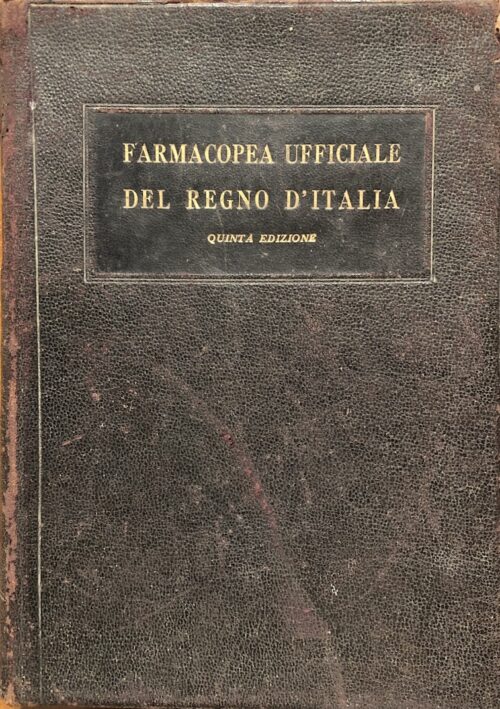 FARMACOPEA UFFICIALE
DEL REGNO D'ITALIA
QUINTA EDIZIONE